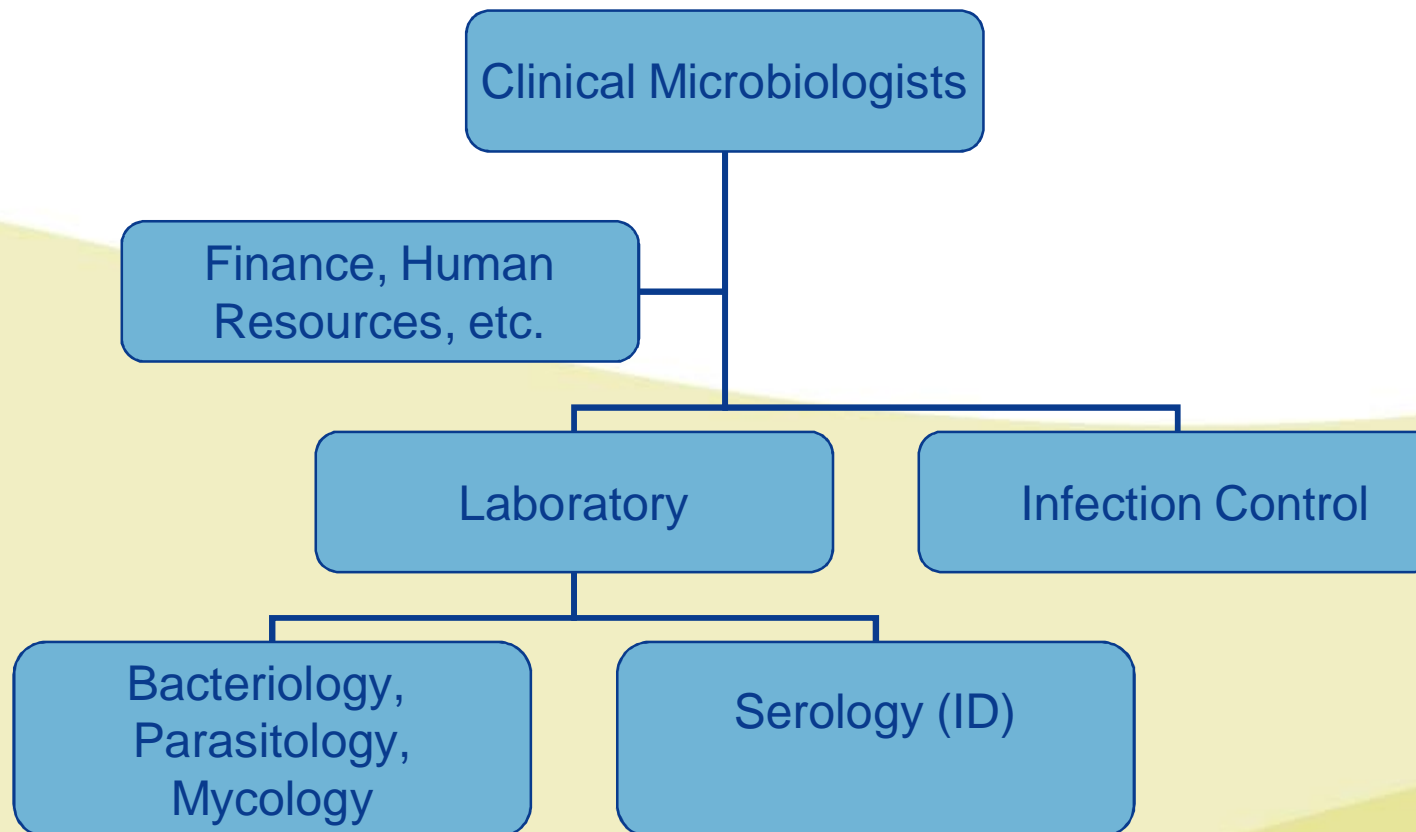 Clinical Microbiologists
Finance, Human
Resources, etc.
Laboratory
Infection Control
Bacteriology,
Parasitology,
Mycology
Serology (ID)